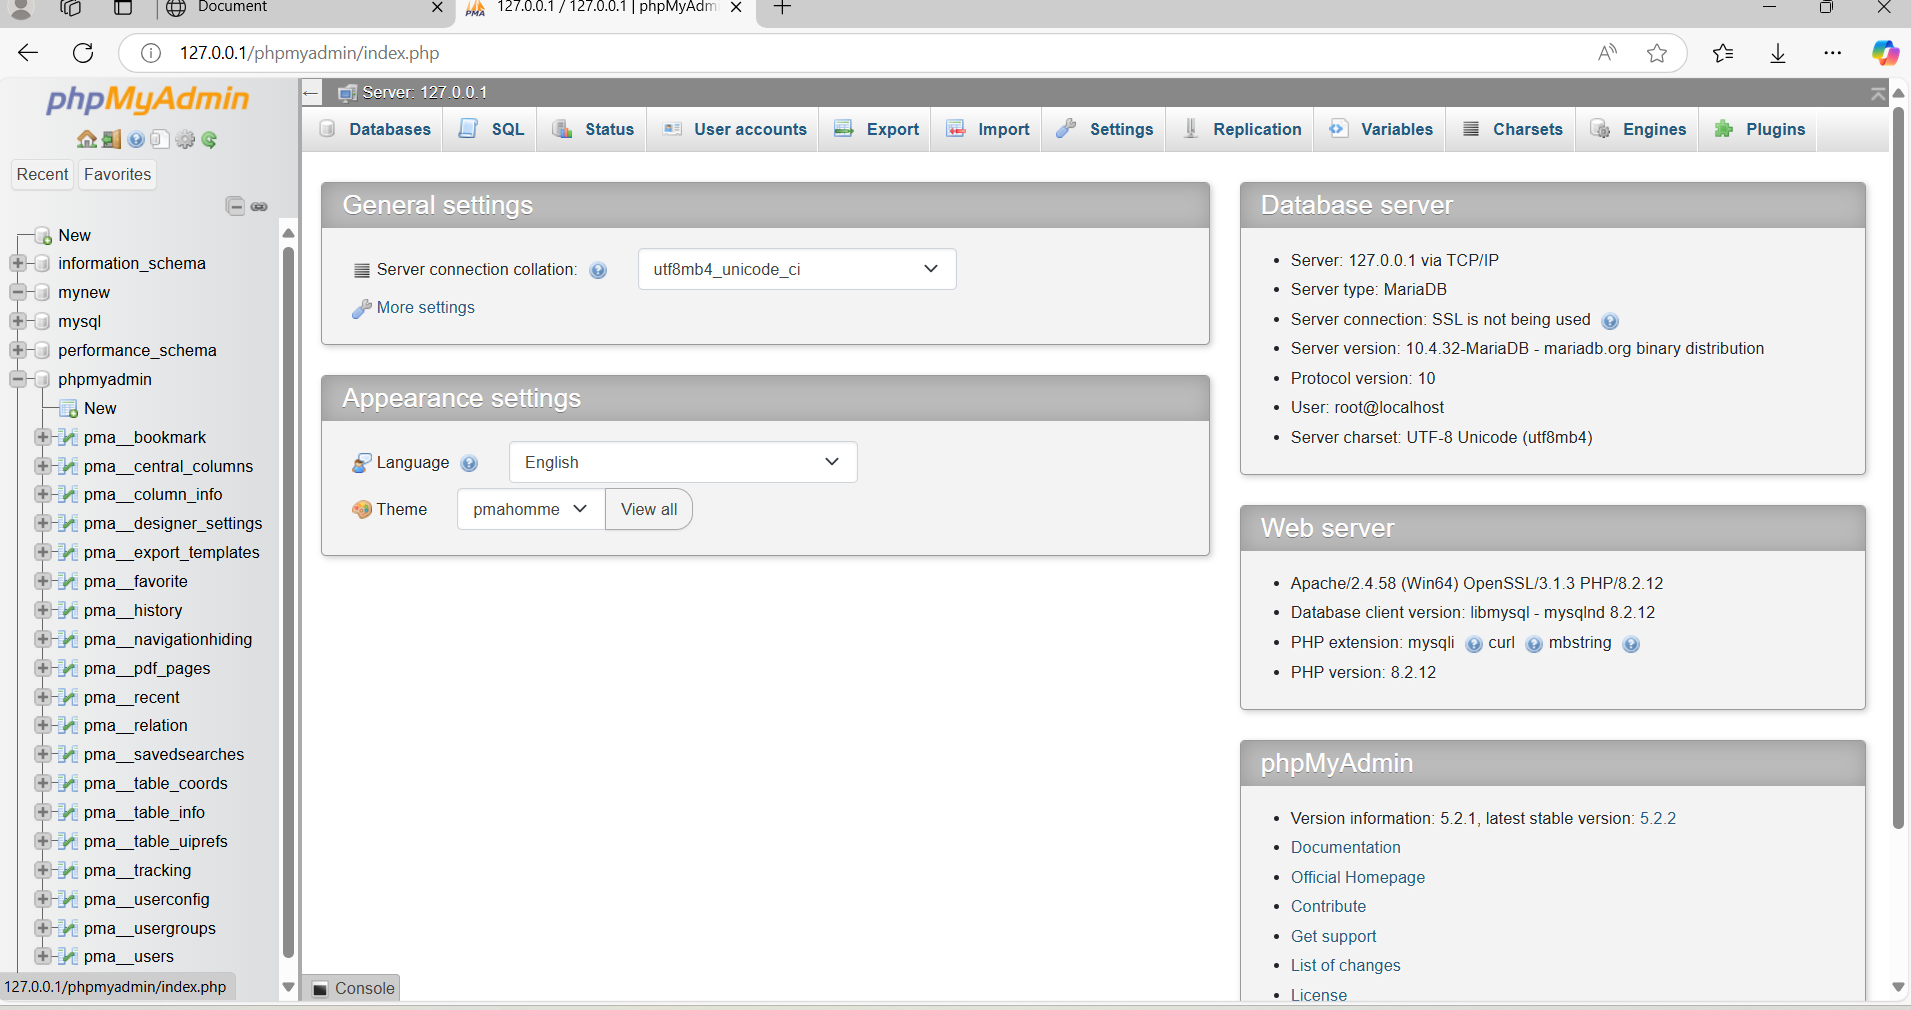 Document
127.0.0.1 / 127.0.0.1 | phpMyAdm
PMA
127.0.0.1/phpmyadmin/index.php
phpMyAdmin
Recent
Favorites
New
information_schema
mynew
mysql
performance_schema
phpmyadmin
New
pma__bookmark
pma__central_columns
pma__column_info
pma__designer_settings
pma__export_templates
pma__favorite
pma__history
pma__navigationhiding
pma__pdf_pages
pma__recent
pma__relation
pma__savedsearches
pma__table_coords
pma__table_info
pma__table_uiprefs
pma__tracking
pma__userconfig
pma__usergroups
pma__users
127.0.0.1/phpmyadmin/index.php
Server: 127.0.0.1
Databases
SQL
Status
User accounts
Export
Import
Settings
Replication
Variables
Charsets
Engines
Plugins
General settings
Server connection collation:
utf8mb4_unicode_ci
More settings
Appearance settings
Language
English
Theme
pmahomme
View all
Database server
Server: 127.0.0.1 via TCP/IP
Server type: MariaDB
Server connection: SSL is not being used
Server version: 10.4.32-MariaDB - mariadb.org binary distribution
Protocol version: 10
User: root@localhost
Server charset: UTF-8 Unicode (utf8mb4)
Web server
Apache/2.4.58 (Win64) OpenSSL/3.1.3 PHP/8.2.12
Database client version: libmysql - mysqlnd 8.2.12
PHP extension: mysqli curl mbstring
PHP version: 8.2.12
phpMyAdmin
Version information: 5.2.1, latest stable version: 5.2.2
Documentation
Official Homepage
Contribute
Get support
List of changes
License
Console